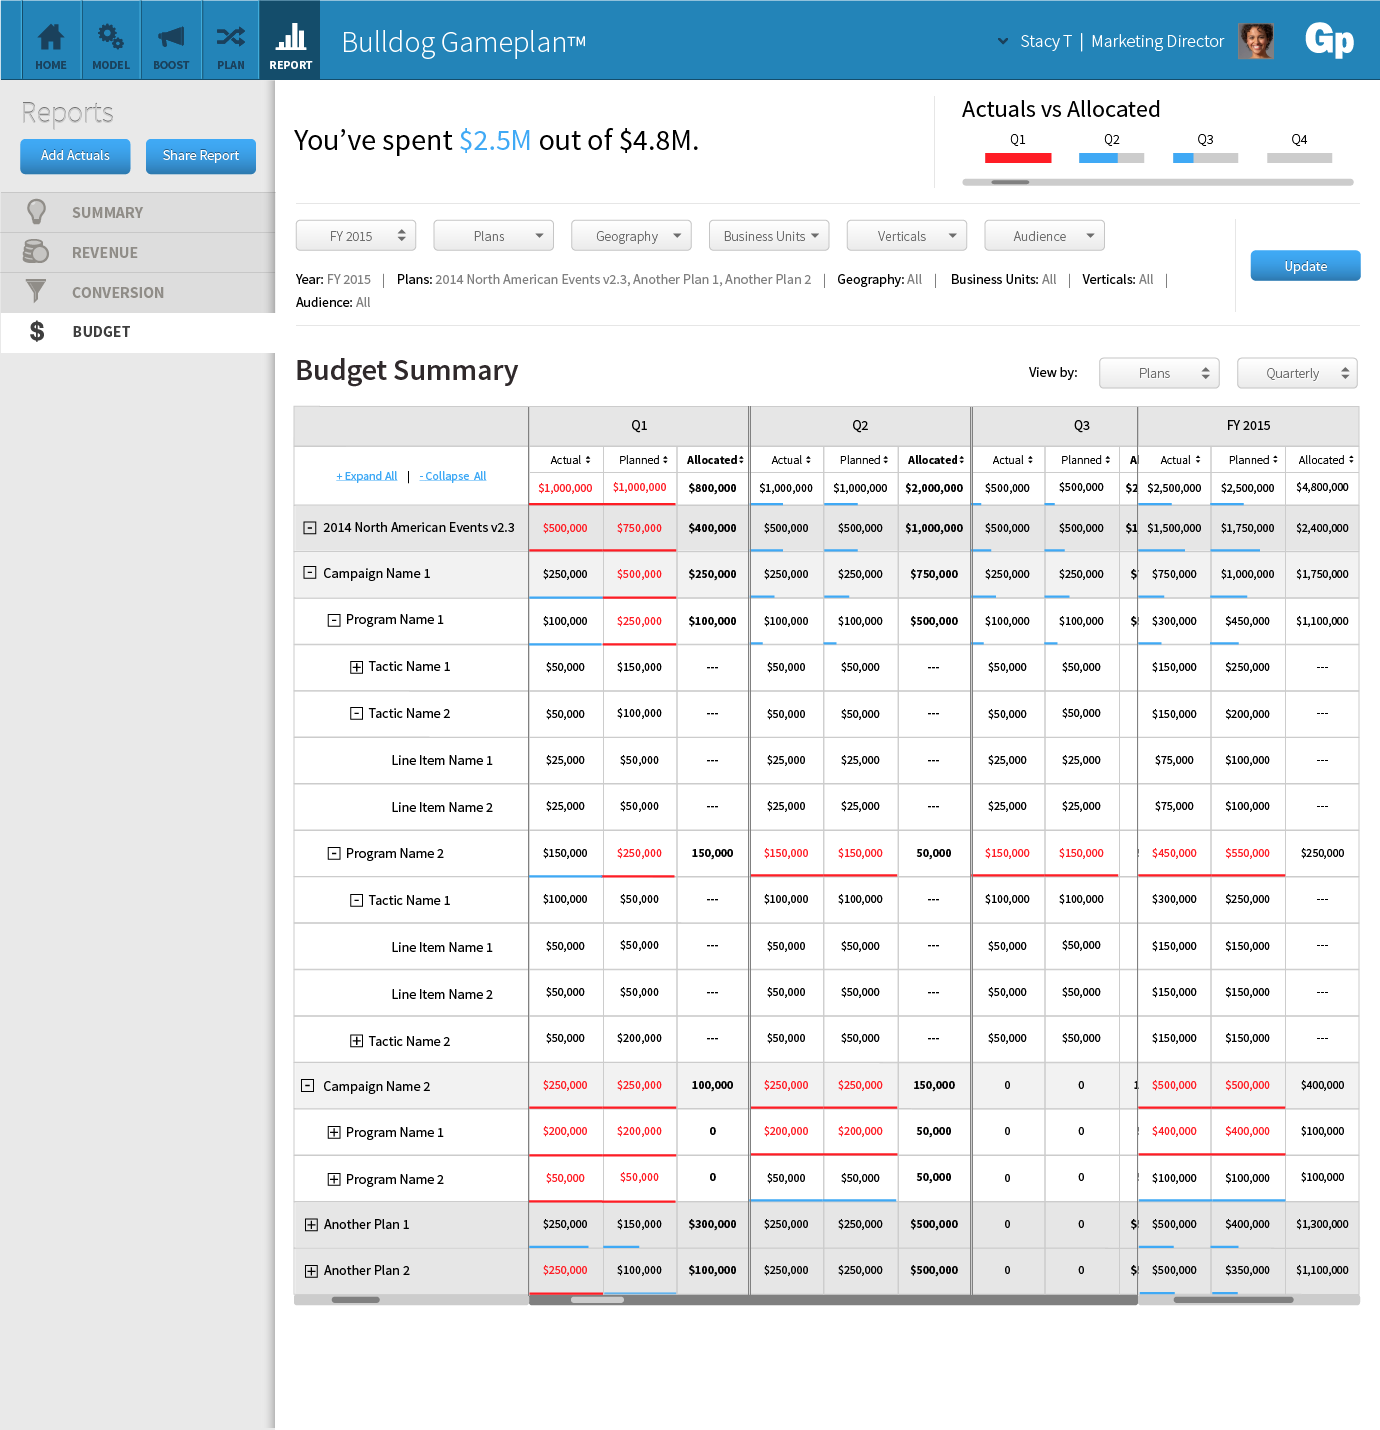 HOME MODEL BOOST PLAN REPORT
Bulldog Gameplan™
Stacy T | Marketing Director
Gp
Reports
Add Actuals Share Report
SUMMARY
REVENUE
CONVERSION
$ BUDGET
You’ve spent $2.5M out of $4.8M.
Actuals vs Allocated
Q1 Q2 Q3 Q4
FY 2015 Plans Geography Business Units Verticals Audience
Year: FY 2015 | Plans: 2014 North American Events v2.3, Another Plan 1, Another Plan 2 | Geography: All | Business Units: All | Verticals: All |
Audience: All
Update
Budget Summary
View by: Plans Quarterly
Q1 Q2 Q3 FY 2015
+ Expand All | - Collapse All
Actual Planned Allocated Actual Planned Allocated Actual Planned Actual Planned Allocated
$1,000,000 $1,000,000 $800,000 $1,000,000 $1,000,000 $2,000,000 $500,000 $500,000 $2,500,000 $2,500,000 $4,800,000
2014 North American Events v2.3 $500,000 $750,000 $400,000 $500,000 $500,000 $1,000,000 $500,000 $500,000 $1,500,000 $1,750,000 $2,400,000
Campaign Name 1 $250,000 $500,000 $250,000 $250,000 $250,000 $750,000 $250,000 $250,000 $750,000 $1,000,000 $1,750,000
Program Name 1 $100,000 $250,000 $100,000 $100,000 $100,000 $500,000 $100,000 $100,000 $300,000 $450,000 $1,100,000
Tactic Name 1 $50,000 $150,000 --- $50,000 $50,000 --- $50,000 $50,000 $150,000 $250,000 ---
Tactic Name 2 $50,000 $100,000 --- $50,000 $50,000 --- $50,000 $50,000 $150,000 $200,000 ---
Line Item Name 1 $25,000 $50,000 --- $25,000 $25,000 --- $25,000 $25,000 $75,000 $100,000 ---
Line Item Name 2 $25,000 $50,000 --- $25,000 $25,000 --- $25,000 $25,000 $75,000 $100,000 ---
Program Name 2 $150,000 $250,000 150,000 $150,000 $150,000 50,000 $150,000 $150,000 $450,000 $550,000 $250,000
Tactic Name 1 $100,000 $50,000 --- $100,000 $100,000 --- $100,000 $100,000 $300,000 $250,000 ---
Line Item Name 1 $50,000 $50,000 --- $50,000 $50,000 --- $50,000 $50,000 $150,000 $150,000 ---
Line Item Name 2 $50,000 $50,000 --- $50,000 $50,000 --- $50,000 $50,000 $150,000 $150,000 ---
Tactic Name 2 $50,000 $200,000 --- $50,000 $50,000 --- $50,000 $50,000 $150,000 $150,000 ---
Campaign Name 2 $250,000 $250,000 100,000 $250,000 $250,000 150,000 0 0 $500,000 $500,000 $400,000
Program Name 1 $200,000 $200,000 0 $200,000 $200,000 50,000 0 0 $400,000 $400,000 $100,000
Program Name 2 $50,000 $50,000 0 $50,000 $50,000 50,000 0 0 $100,000 $100,000 $100,000
Another Plan 1 $250,000 $150,000 $300,000 $250,000 $250,000 $500,000 0 0 $500,000 $400,000 $1,300,000
Another Plan 2 $250,000 $100,000 $100,000 $250,000 $250,000 $500,000 0 0 $500,000 $350,000 $1,100,000